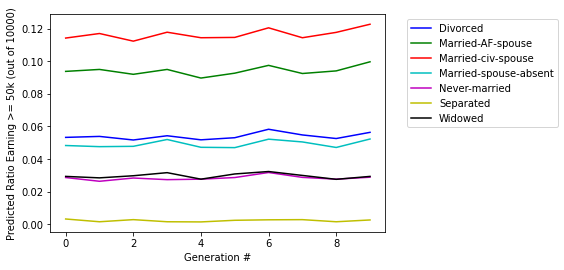 Predicted Ratio Earning >= 50k (out of 10000)
0.12
0.10
0.08
0.06
0.04
0.02
0.00
0
2
4
6
8
Generation #
Divorced
Married-AF-spouse
Married-civ-spouse
Married-spouse-absent
Never-married
Separated
Widowed